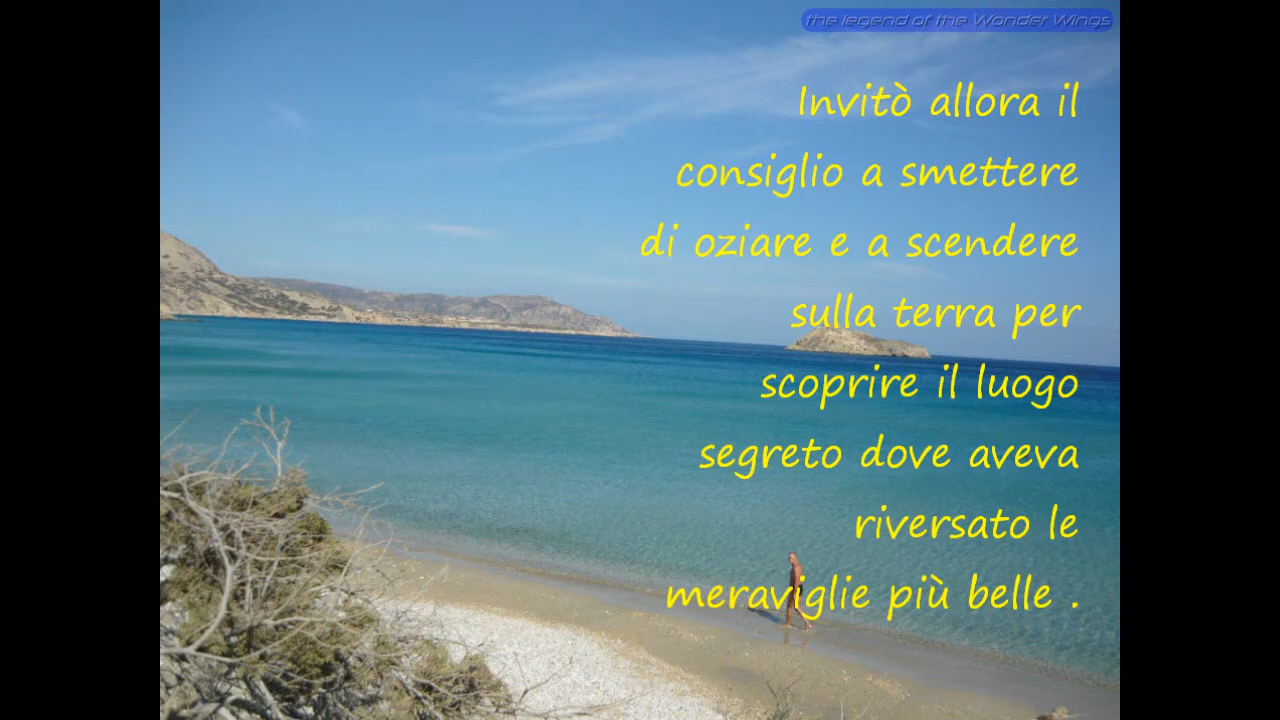 the legend of the Wonder Wings
Invitò allora il
consiglio a smettere
di oziare e a scendere
sulla terra per
scoprire il luogo
segreto dove aveva
riversato le
meraviglie più belle .